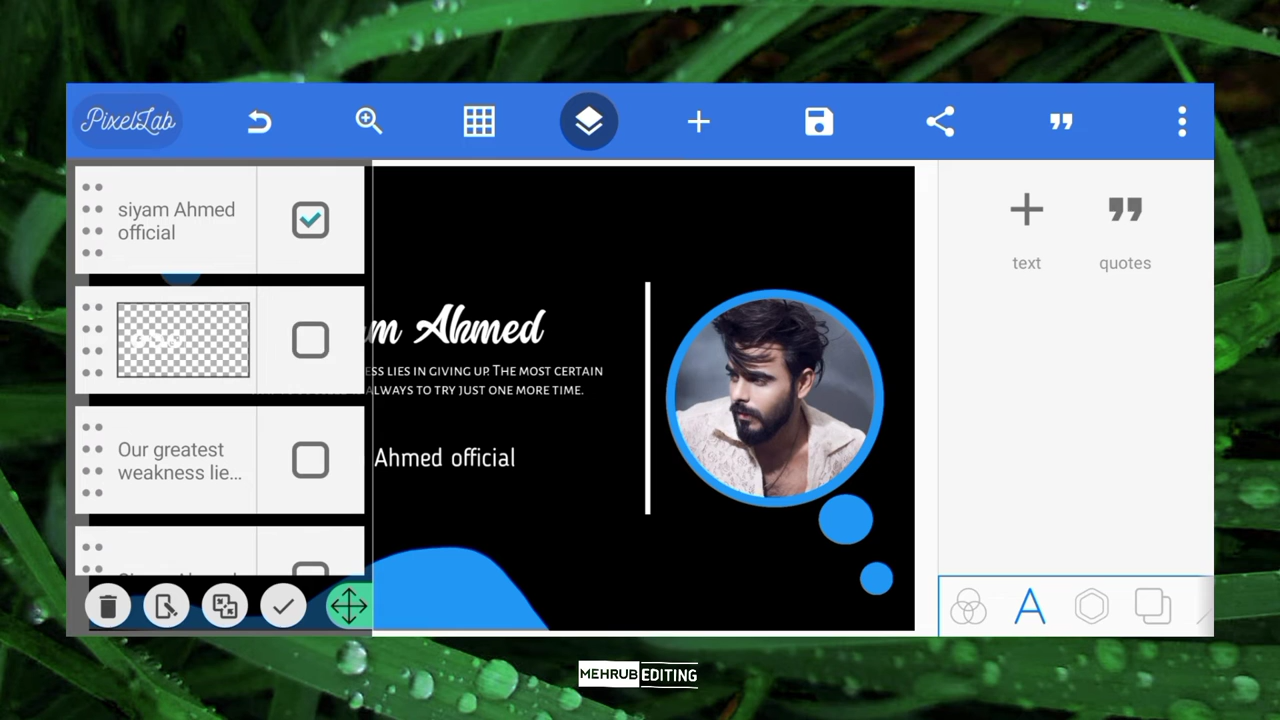 PixelLab
siyam Ahmed
official
Our greatest
weakness lie...
m Ahmed
ess lies in giving up. The most certain
always to try just one more time.
Ahmed official
text
quotes
MEHRUB EDITING